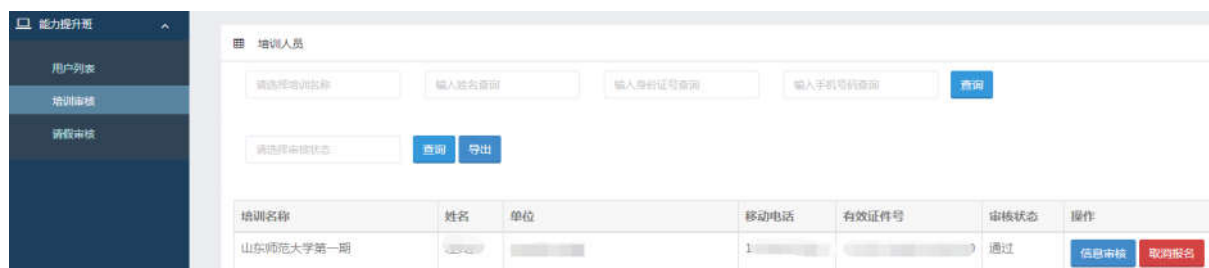 能力提升班
用户列表
培训审核
请假审核
培训人员
请选择培训名称 输入姓名查询 输入身份证号查询 输入手机号码查询 查询
请选择审核状态 查询 导出
培训名称 姓名 单位 移动电话 有效证件号 审核状态 操作
山东师范大学第一期 1 0 通过 信息审核 取消报名